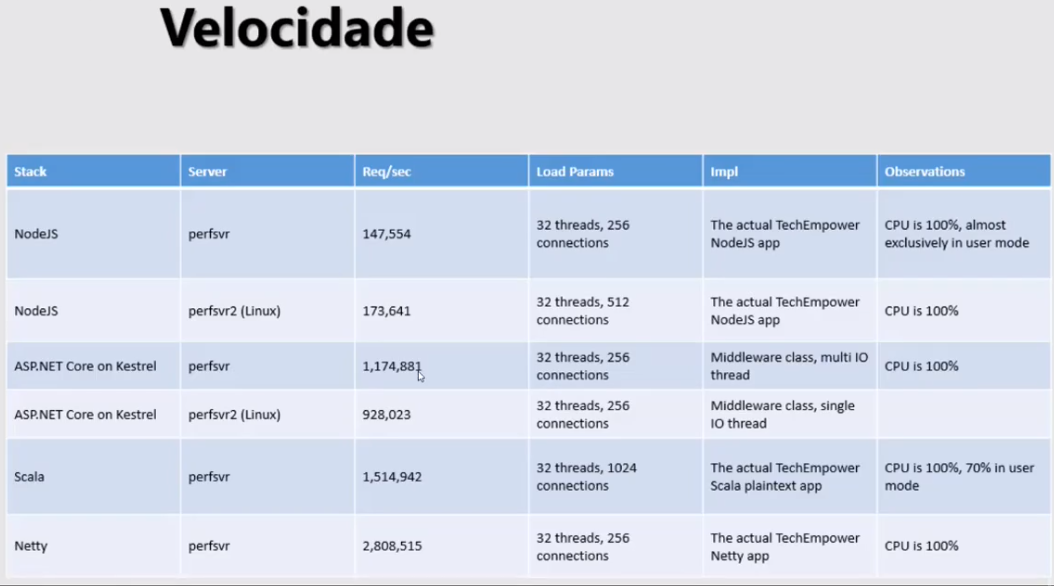 Velocidade
Stack Server Req/sec Load Params Impl Observations
NodeJS perfsvr 147,554 32 threads, 256 connections The actual TechEmpower NodeJS app CPU is 100%, almost exclusively in user mode
NodeJS perfsvr2 (Linux) 173,641 32 threads, 512 connections The actual TechEmpower NodeJS app CPU is 100%
ASP.NET Core on Kestrel perfsvr 1,174,881 32 threads, 256 connections Middleware class, multi IO thread CPU is 100%
ASP.NET Core on Kestrel perfsvr2 (Linux) 928,023 32 threads, 256 connections Middleware class, single IO thread
Scala perfsvr 1,514,942 32 threads, 1024 connections The actual TechEmpower Scala plaintext app CPU is 100%, 70% in user mode
Netty perfsvr 2,808,515 32 threads, 256 connections The actual TechEmpower Netty app CPU is 100%